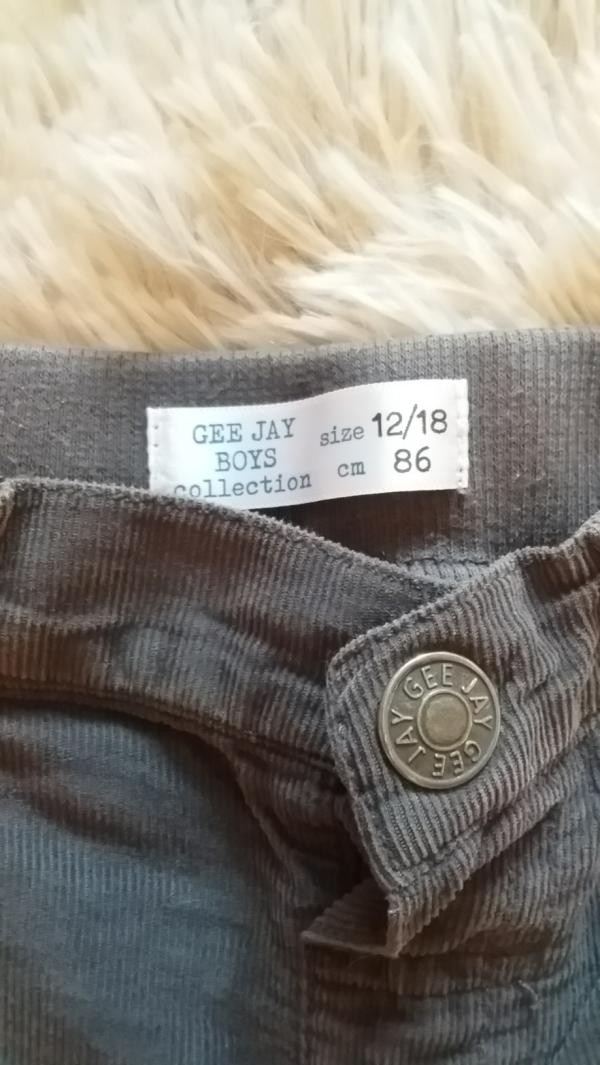 GEE JAY
BOYS
collection
size 12/18
cm 86
GEE JAY GEE JAY